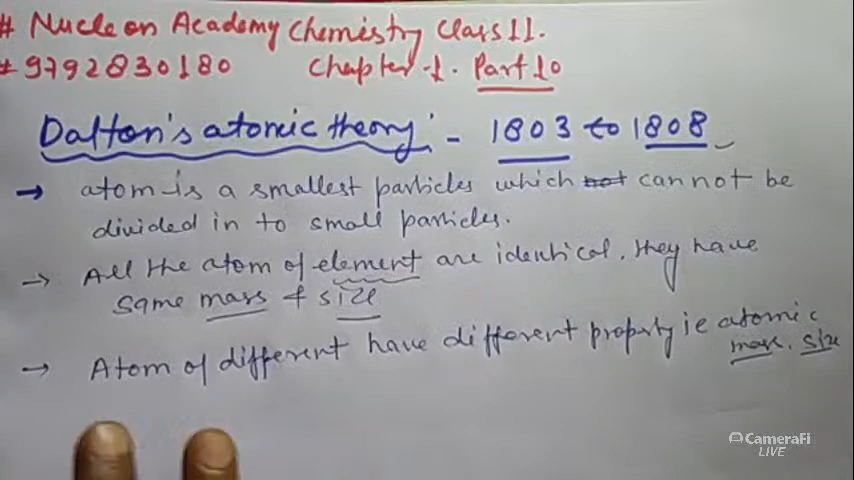 # Nucleon Academy Chemistry Class 11.
# 9792830180 Chapter-1. Part 10
Dalton's atomic theory:- 1803 to 1808
→ atom is a smallest particles which not cannot be
divided in to small particles.
→ All the atom of element are identical. they have
same mass & size
→ Atom of different have different property ie atomic
mass. size
CameraFi
LIVE